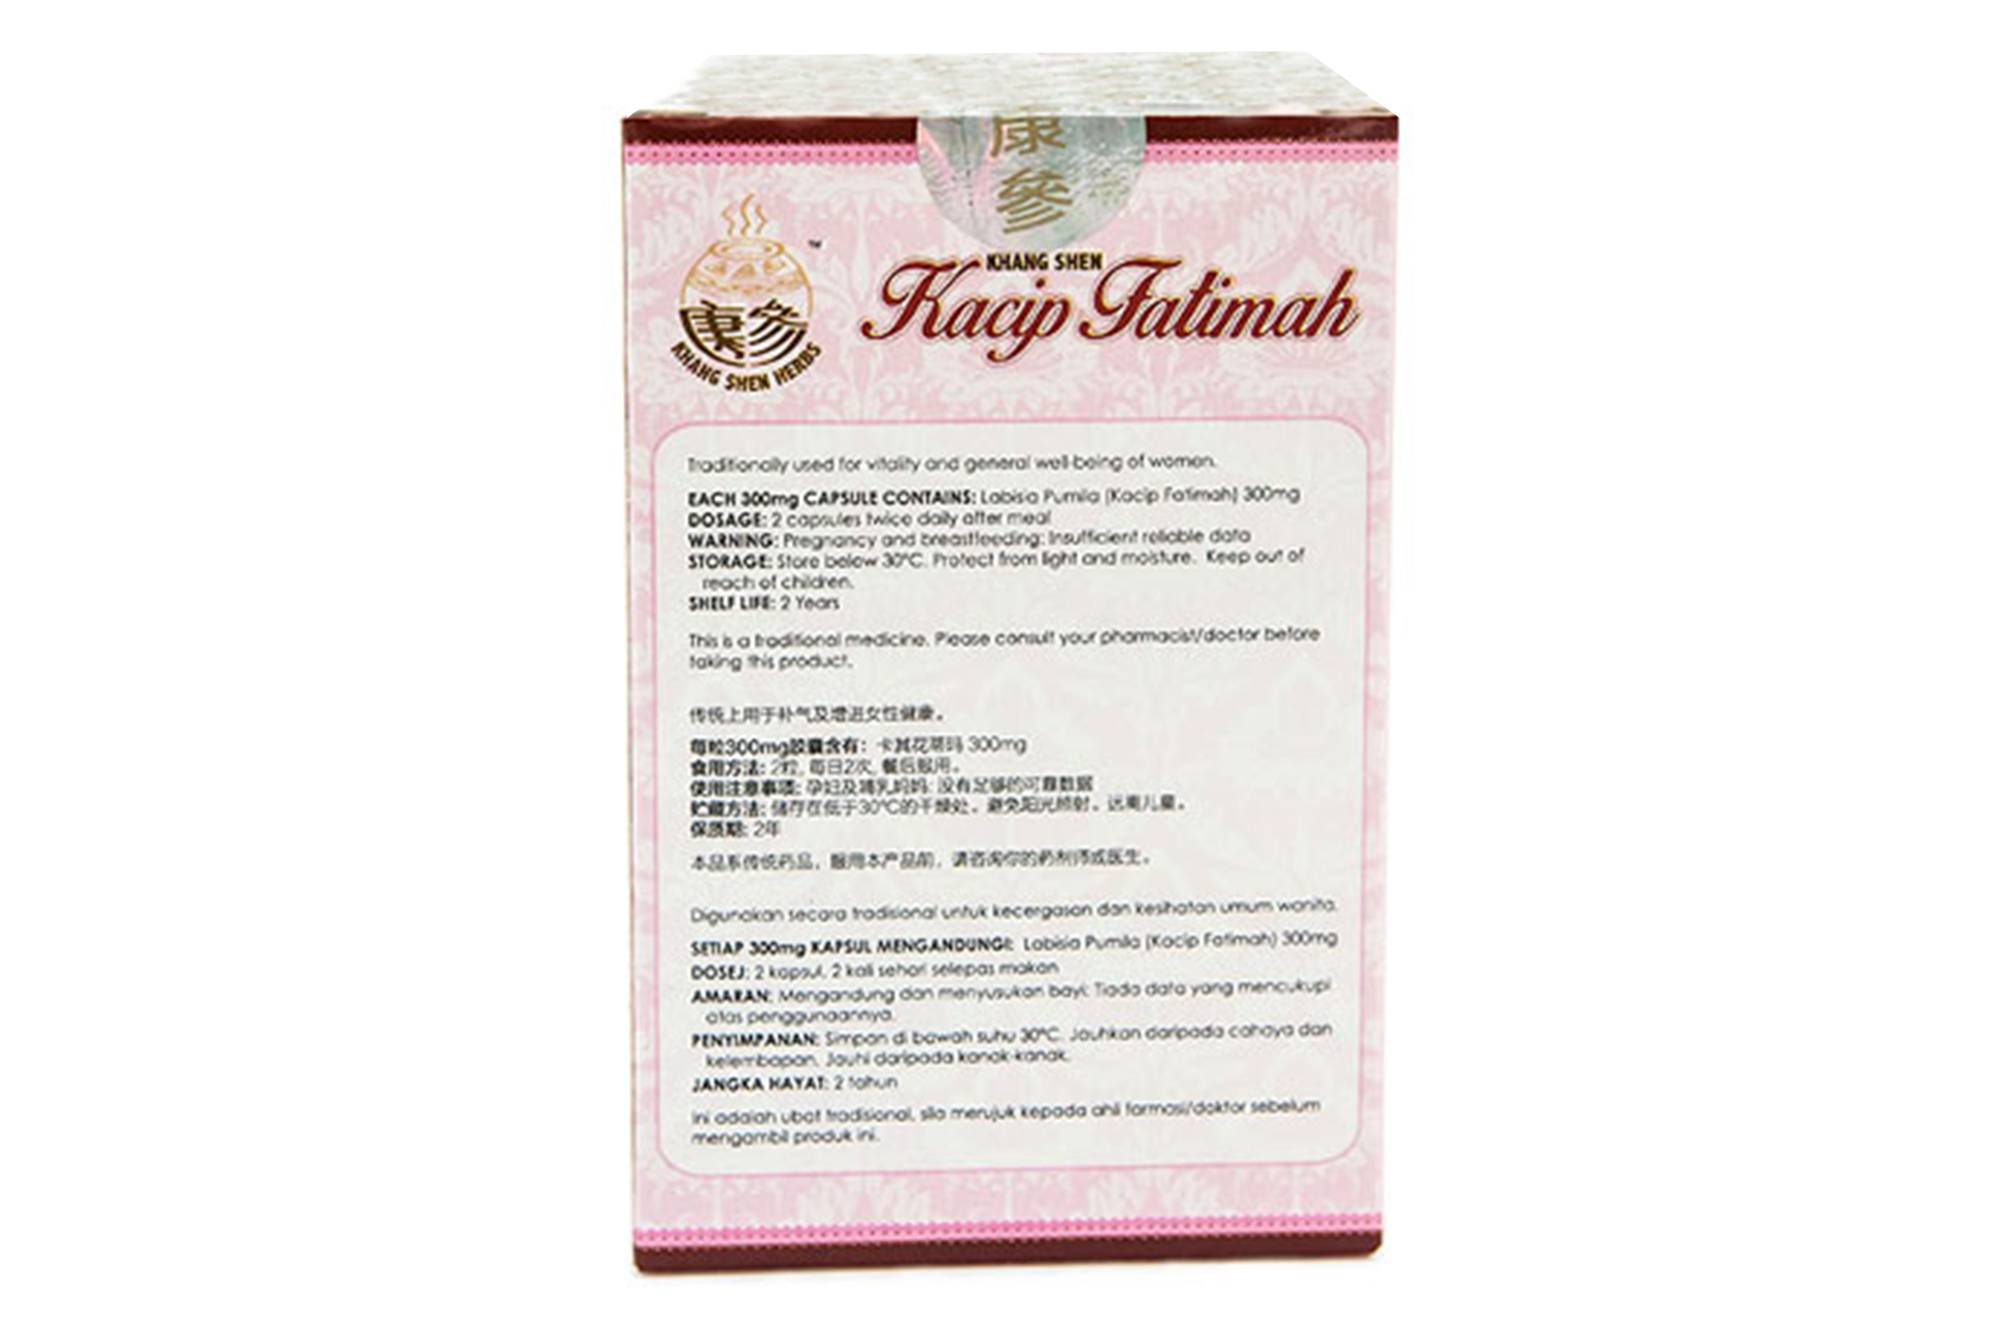 康
參
™
康參
KHANG SHEN HERBS
KHANG SHEN
Kacip Fatimah
Traditionally used for vitality and general well-being of women.
EACH 300mg CAPSULE CONTAINS: Labisia Pumila (Kacip Fatimah) 300mg
DOSAGE: 2 capsules twice daily after meal
WARNING: Pregnancy and breastfeeding: Insufficient reliable data
STORAGE: Store below 30°C. Protect from light and moisture. Keep out of
reach of children.
SHELF LIFE: 2 Years
This is a traditional medicine. Please consult your pharmacist/doctor before
taking this product.
传统上用于补气及增进女性健康。
每粒300mg胶囊含有: 卡其花蒂玛 300mg
食用方法: 2粒, 每日2次, 餐后服用。
使用注意事项: 孕妇及哺乳妈妈: 没有足够的可靠数据
贮藏方法: 储存在低于30°C的干燥处。避免阳光照射。远离儿童。
保质期: 2年
本品系传统药品，服用本产品前，请咨询你的药剂师或医生。
Digunakan secara tradisional untuk kecergasan dan kesihatan umum wanita.
SETIAP 300mg KAPSUL MENGANDUNGI: Labisia Pumila (Kacip Fatimah) 300mg
DOSEJ: 2 kapsul, 2 kali sehari selepas makan
AMARAN: Mengandung dan menyusukan bayi: Tiada data yang mencukupi
atas penggunaannya.
PENYIMPANAN: Simpan di bawah suhu 30°C. Jauhkan daripada cahaya dan
kelembapan. Jauhi daripada kanak-kanak.
JANGKA HAYAT: 2 tahun
Ini adalah ubat tradisional, sila merujuk kepada ahli farmasi/doktor sebelum
mengambil produk ini.